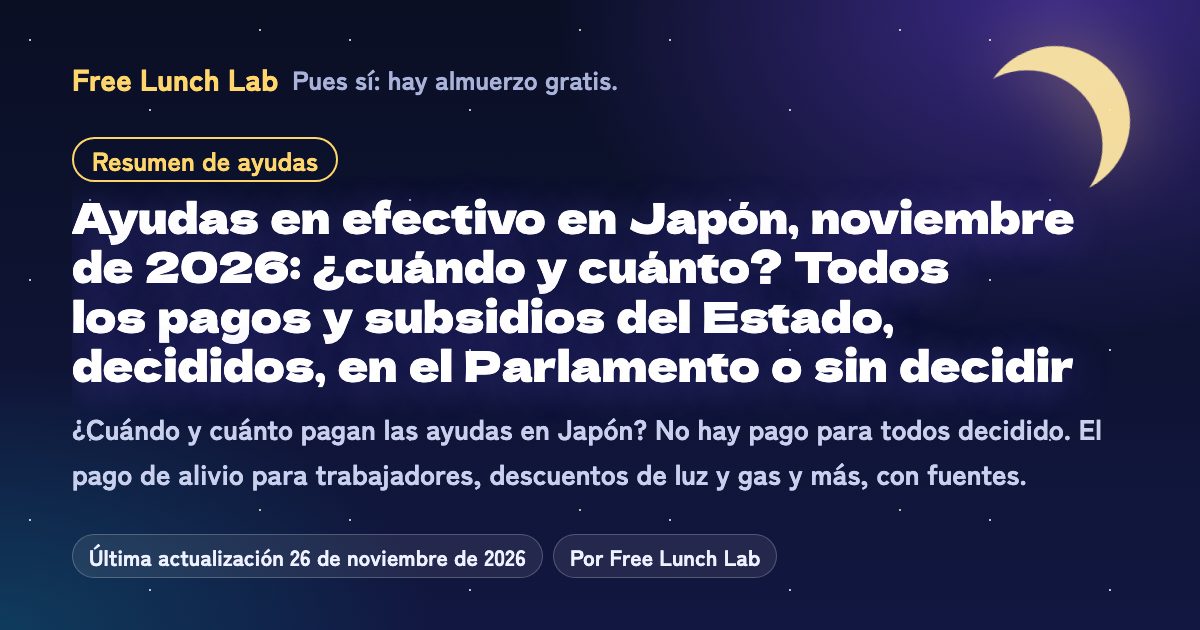 Free Lunch Lab Pues sí: hay almuerzo gratis.
Resumen de ayudas
Ayudas en efectivo en Japón, noviembre
de 2026: ¿cuándo y cuánto? Todos
los pagos y subsidios del Estado,
decididos, en el Parlamento o sin decidir
¿Cuándo y cuánto pagan las ayudas en Japón? No hay pago para todos decidido. El
pago de alivio para trabajadores, descuentos de luz y gas y más, con fuentes.
Última actualización 26 de noviembre de 2026 Por Free Lunch Lab